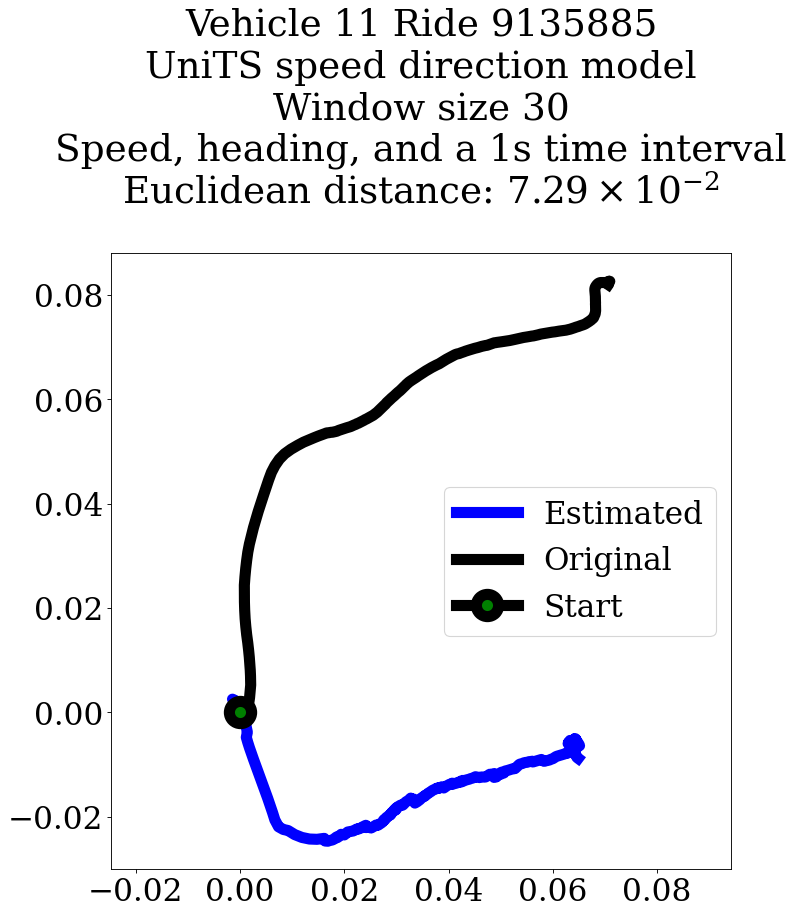 Vehicle 11 Ride 9135885
UniTS speed direction model
Window size 30
Speed, heading, and a 1s time interval
Euclidean distance: 7.29 × 10⁻²
0.08
0.06
0.04
Estimated
Original
0.02
Start
0.00
−0.02
−0.02 0.00 0.02 0.04 0.06 0.08